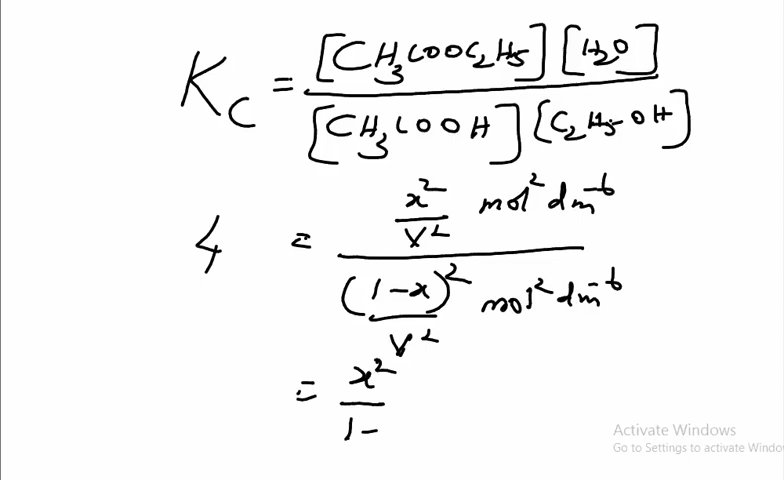 K_C = [CH₃COOC₂H₅] [H₂O] / [CH₃COOH] [C₂H₅OH]
4 = x²/V² mol² dm⁻⁶ / (1-x)²/V² mol² dm⁻⁶
= x² / 1-
Activate Windows
Go to Settings to activate Windo